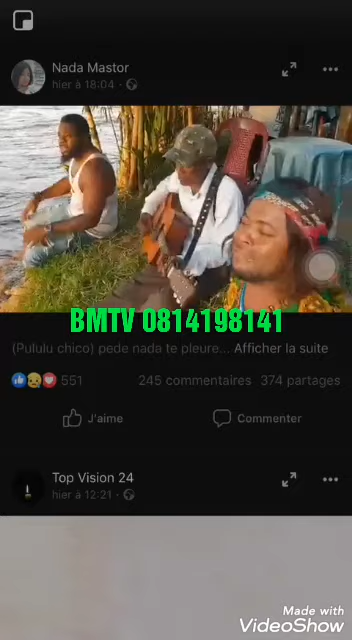 Nada Mastor
hier à 18:04 ·
BMTV 0814198141
(Pululu chico) pede nada te pleure... Afficher la suite
551
245 commentaires 374 partages
J'aime
Commenter
Top Vision 24
hier à 12:21 ·
Made with
VideoShow